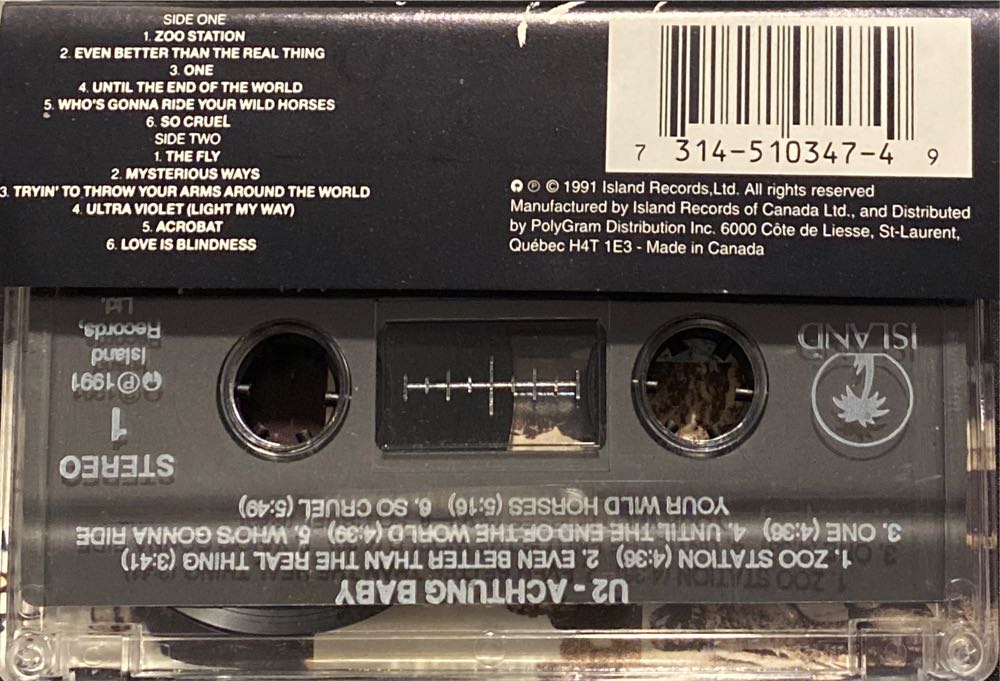 SIDE ONE
1. ZOO STATION
2. EVEN BETTER THAN THE REAL THING
3. ONE
4. UNTIL THE END OF THE WORLD
5. WHO'S GONNA RIDE YOUR WILD HORSES
6. SO CRUEL
SIDE TWO
1. THE FLY
2. MYSTERIOUS WAYS
3. TRYIN' TO THROW YOUR ARMS AROUND THE WORLD
4. ULTRA VIOLET (LIGHT MY WAY)
5. ACROBAT
6. LOVE IS BLINDNESS
7 314-510347-4 9
℗ © 1991 Island Records, Ltd. All rights reserved
Manufactured by Island Records of Canada Ltd., and Distributed
by PolyGram Distribution Inc. 6000 Côte de Liesse, St-Laurent,
Québec H4T 1E3 - Made in Canada
U2 - ACHTUNG BABY
1. ZOO STATION (4:36) 2. EVEN BETTER THAN THE REAL THING (3:41)
3. ONE (4:36) 4. UNTIL THE END OF THE WORLD (4:39) 5. WHO'S GONNA RIDE
YOUR WILD HORSES (5:16) 6. SO CRUEL (5:49)
STEREO
1
℗ 1991
Island
Records,
Ltd.
ISLAND